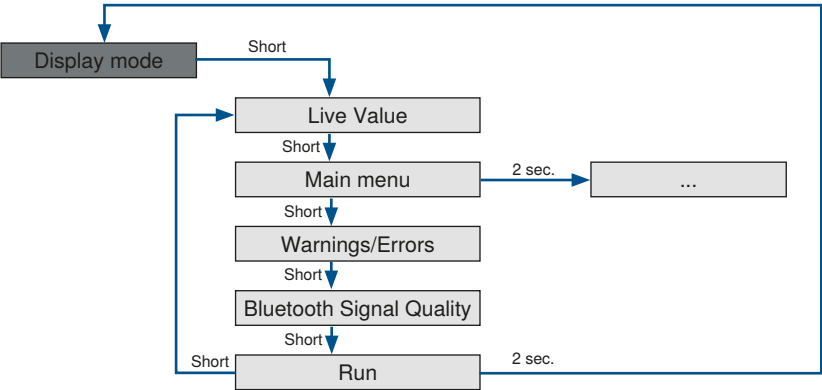 Display mode
Short
Live Value
Short
Main menu
2 sec.
...
Short
Warnings/Errors
Short
Bluetooth Signal Quality
Short
Short
Run
2 sec.